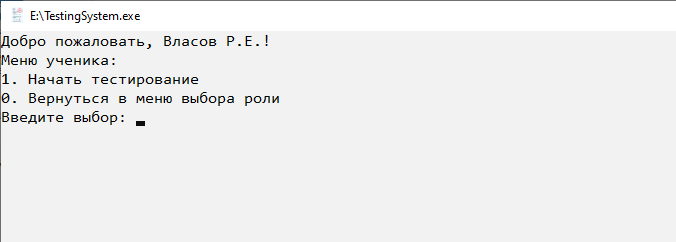 E:\TestingSystem.exe
Добро пожаловать, Власов Р.Е.!
Меню ученика:
1. Начать тестирование
0. Вернуться в меню выбора роли
Введите выбор: